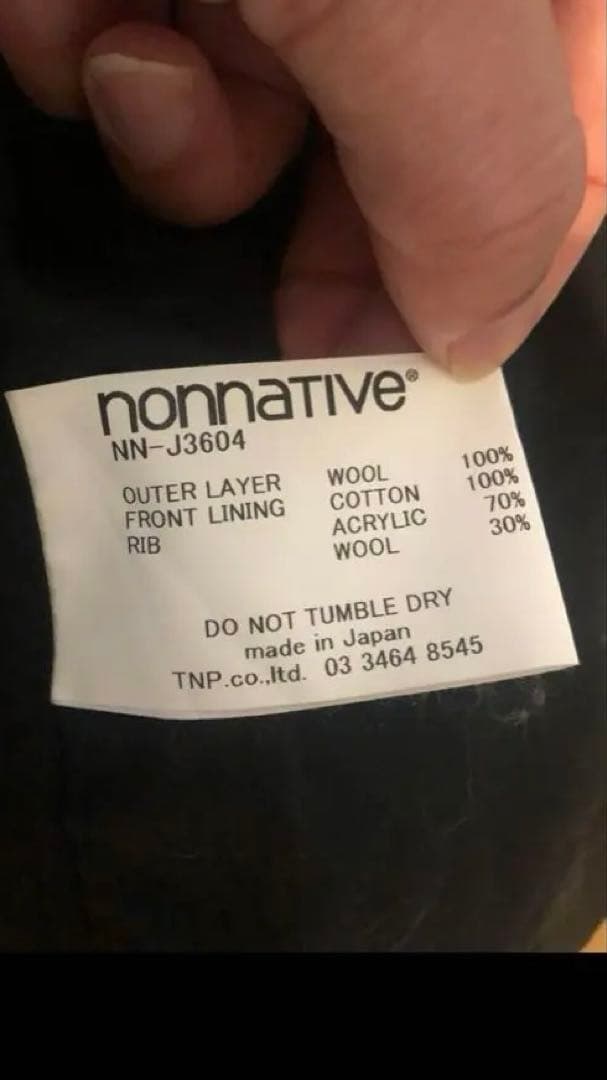 nonnative®
NN-J3604
OUTER LAYER WOOL 100%
FRONT LINING COTTON 100%
RIB ACRYLIC 70%
WOOL 30%
DO NOT TUMBLE DRY
made in Japan
TNP.co.,ltd. 03 3464 8545